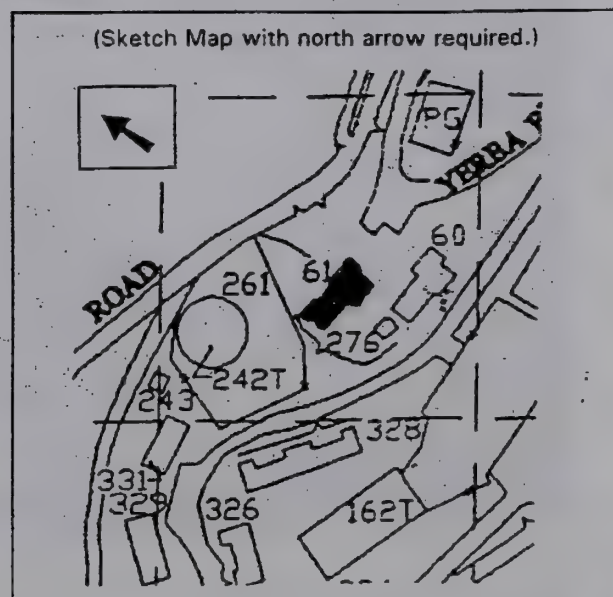 (Sketch Map with north arrow required.)
PG
YERBA
60
61
ROAD
261
276
242T
243
328
331
329
326
162T